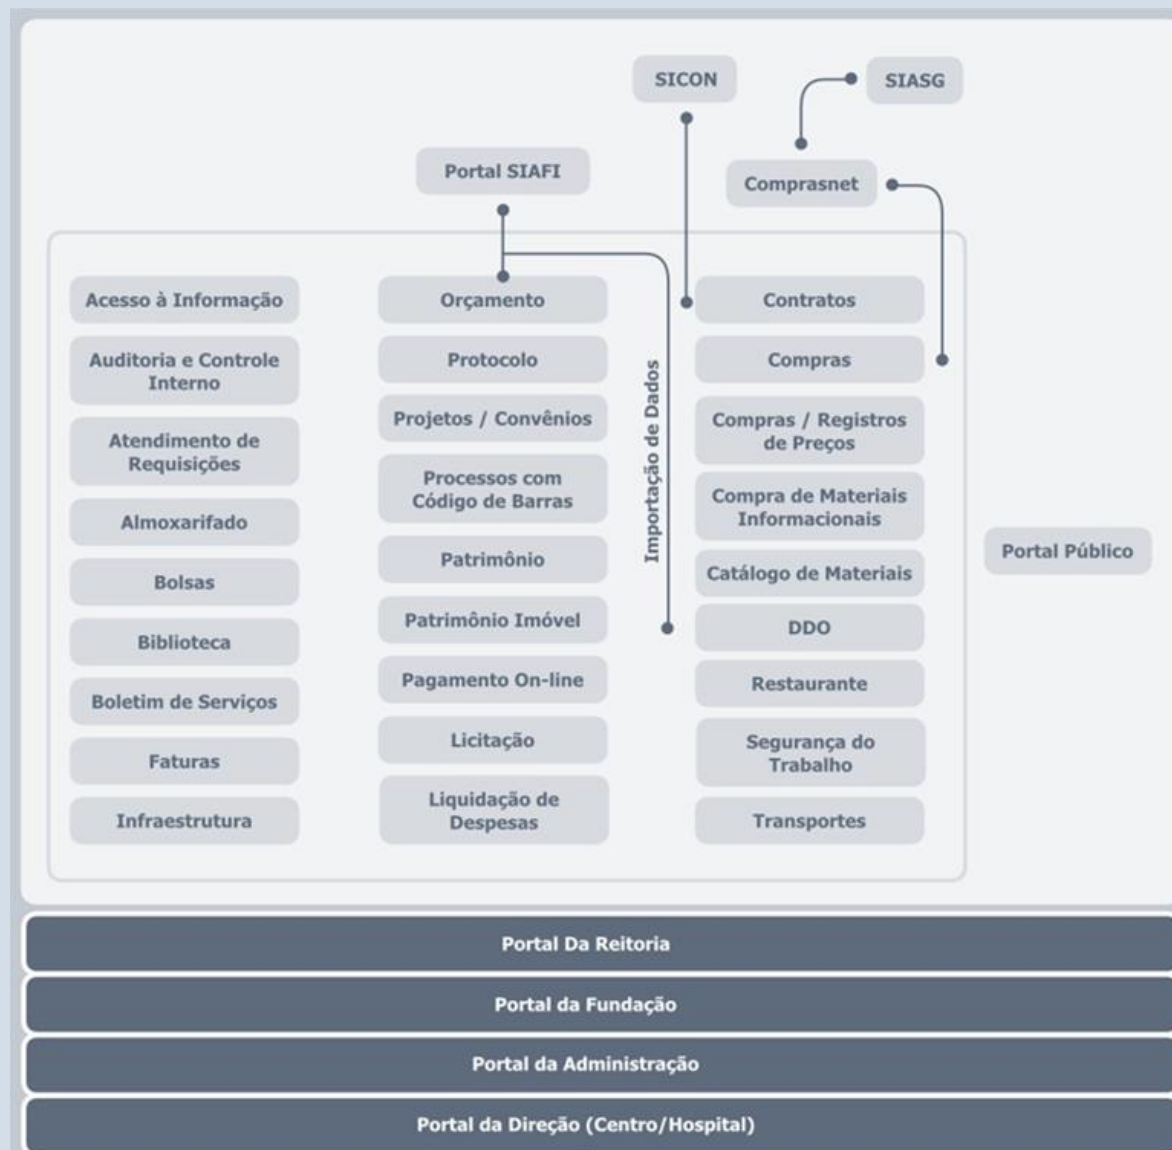 SICON
SIASG
Portal SIAFI
Comprasnet
Acesso à Informação
Auditoria e Controle
Interno
Atendimento de
Requisições
Almoxarifado
Bolsas
Biblioteca
Boletim de Serviços
Faturas
Infraestrutura
Orçamento
Protocolo
Projetos / Convênios
Processos com
Código de Barras
Patrimônio
Patrimônio Imóvel
Pagamento On-line
Licitação
Liquidação de
Despesas
Importação de Dados
Contratos
Compras
Compras / Registros
de Preços
Compra de Materiais
Informacionais
Catálogo de Materiais
DDO
Restaurante
Segurança do
Trabalho
Transportes
Portal Público
Portal Da Reitoria
Portal da Fundação
Portal da Administração
Portal da Direção (Centro/Hospital)